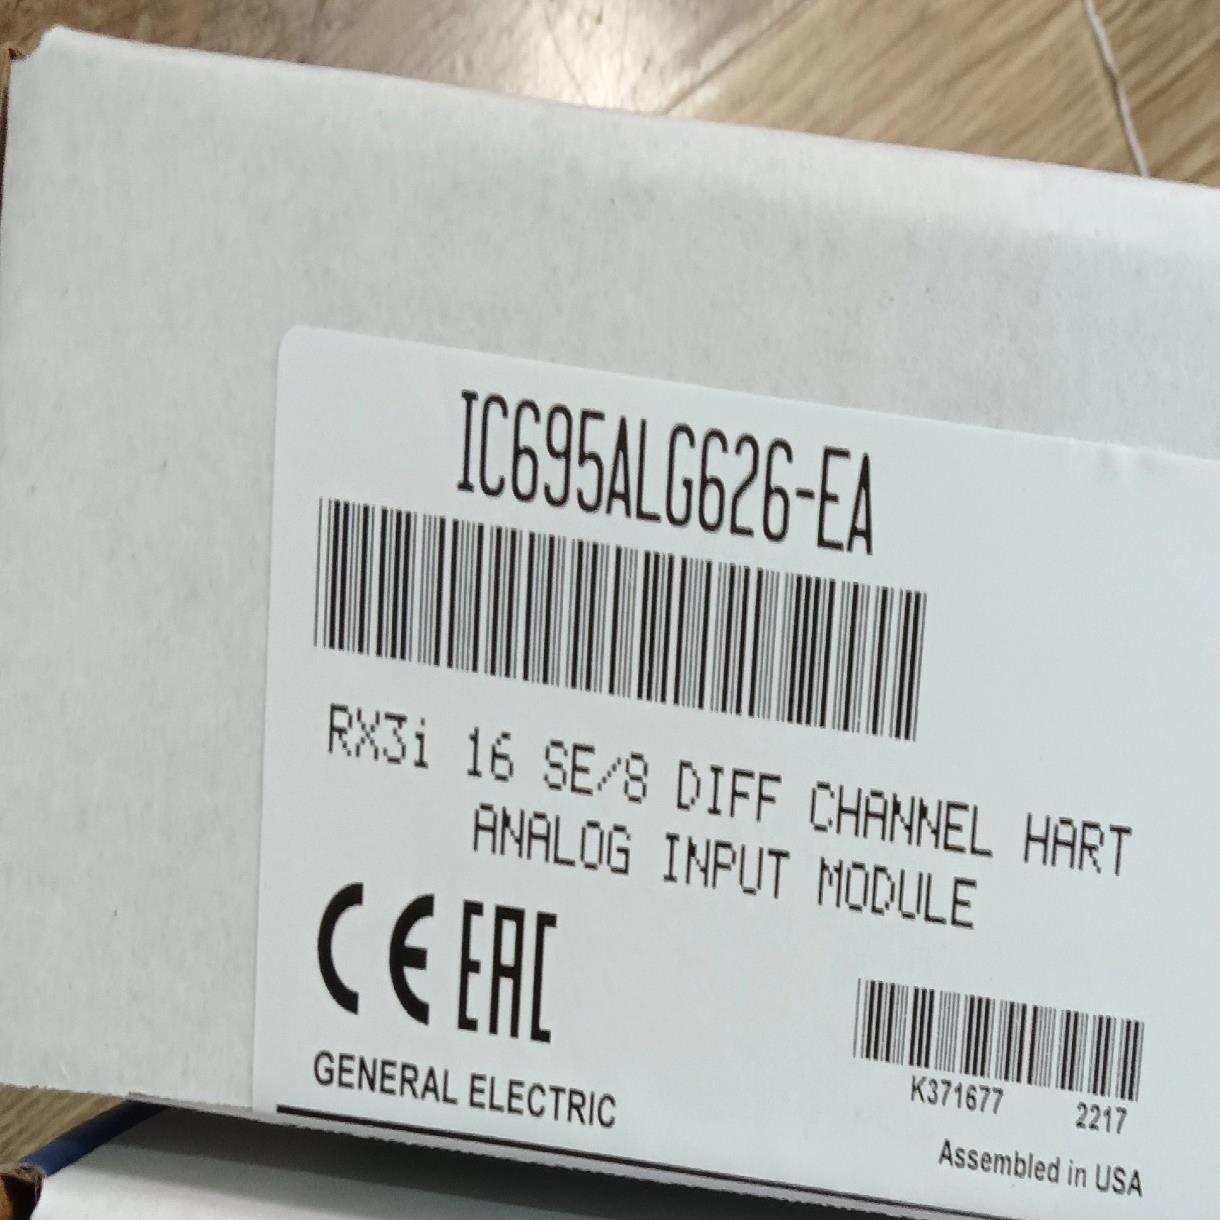 IC695ALG626-EA
RX3i 16 SE/8 DIFF CHANNEL HART
ANALOG INPUT MODULE
CE EAC
GENERAL ELECTRIC
K371677 2217
Assembled in USA